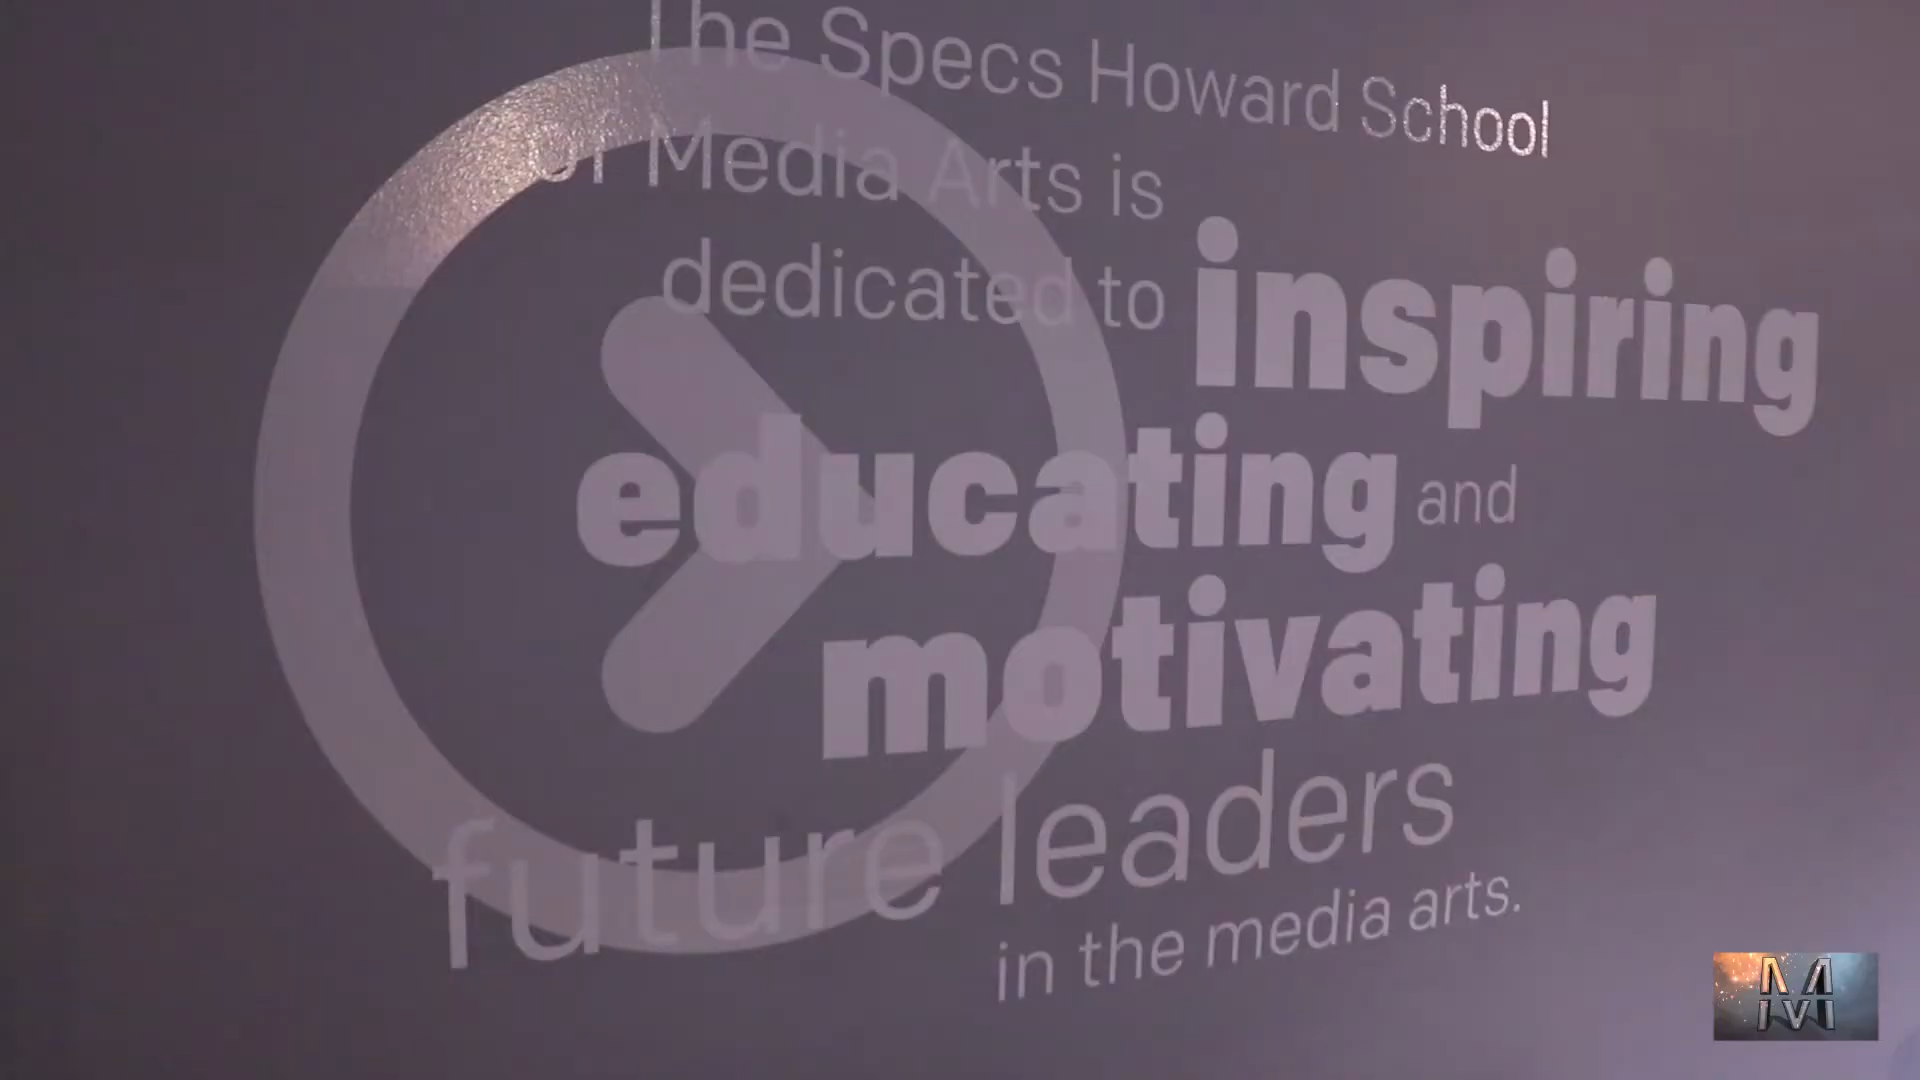 The Specs Howard School
of Media Arts is
dedicated to inspiring
educating and
motivating
future leaders
in the media arts.